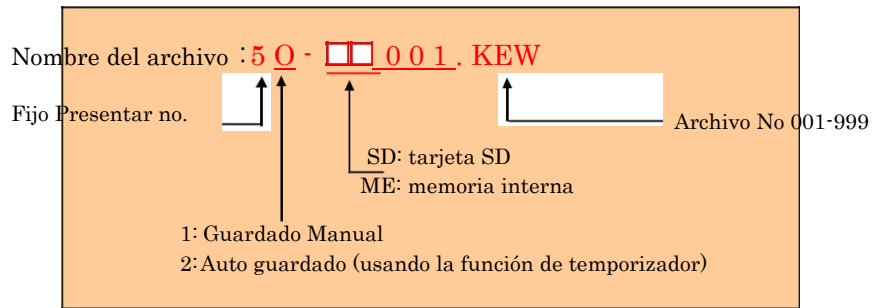 Nombre del archivo : 5 O - □□ 0 0 1 . KEW
Fijo Presentar no.
Archivo No 001-999
SD: tarjeta SD
ME: memoria interna
1: Guardado Manual
2: Auto guardado (usando la función de temporizador)